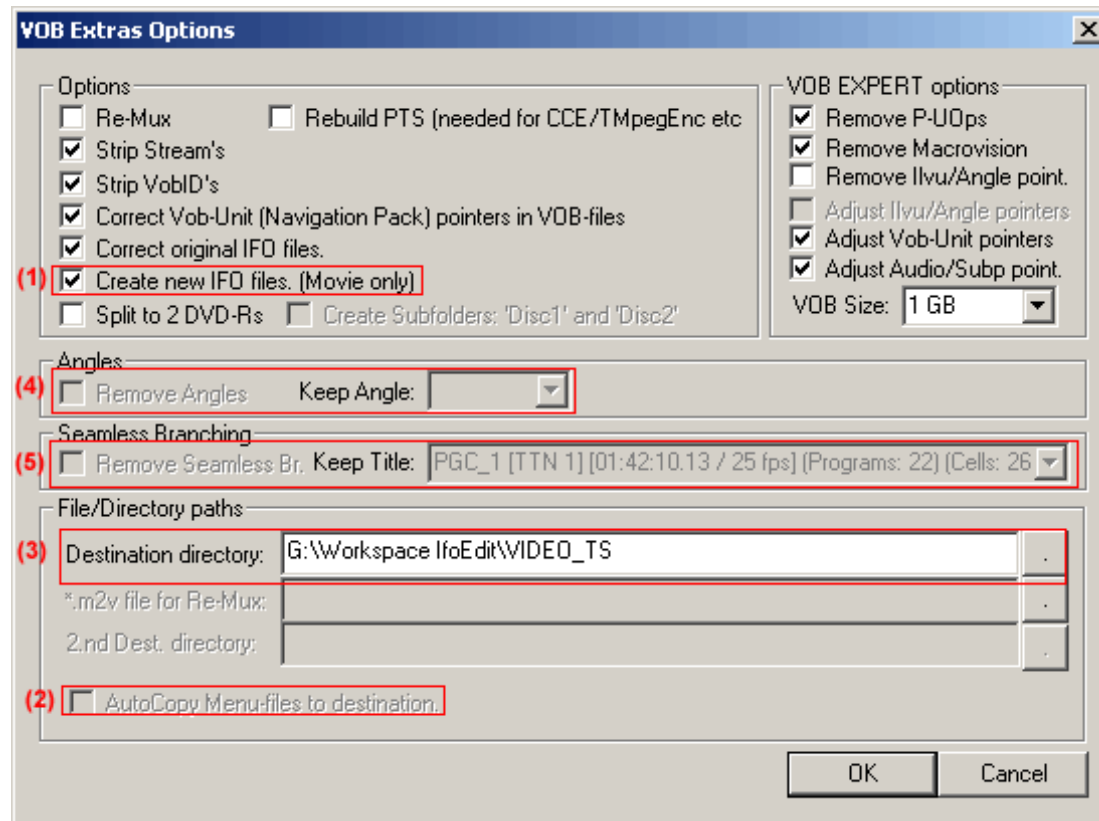 VOB Extras Options
Options
Re-Mux
Rebuild PTS (needed for CCE/TMpegEnc etc
Strip Stream's
Strip VobID's
Correct Vob-Unit (Navigation Pack) pointers in VOB-files
Correct original IFO files.
(1) Create new IFO files. (Movie only)
Split to 2 DVD-Rs
Create Subfolders: 'Disc1' and 'Disc2'
VOB EXPERT options
Remove P-UOps
Remove Macrovision
Remove Ilvu/Angle point.
Adjust Ilvu/Angle pointers
Adjust Vob-Unit pointers
Adjust Audio/Subp point.
VOB Size: 1 GB
Angles
(4) Remove Angles Keep Angle:
Seamless Branching
(5) Remove Seamless Br. Keep Title: PGC_1 [TTN 1] [01:42:10.13 / 25 fps] (Programs: 22) (Cells: 26
File/Directory paths
(3) Destination directory: G:\Workspace IfoEdit\VIDEO_TS .
*.m2v file for Re-Mux: .
2.nd Dest. directory: .
(2) AutoCopy Menu-files to destination.
OK Cancel